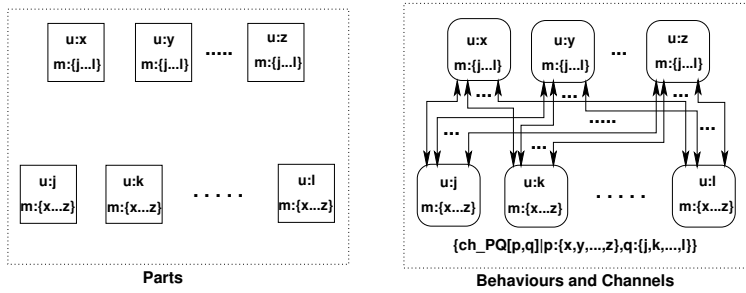 u:x u:y ..... u:z
m:{j...l} m:{j...l} m:{j...l}
u:j u:k ..... u:l
m:{x...z} m:{x...z} m:{x...z}
Parts
u:x u:y ... u:z
m:{j...l} m:{j...l} m:{j...l}
... ... ...
... ..... ...
... ...
u:j u:k ..... u:l
m:{x...z} m:{x...z} m:{x...z}
{ch_PQ[p,q]|p:{x,y,...,z},q:{j,k,...,l}}
Behaviours and Channels